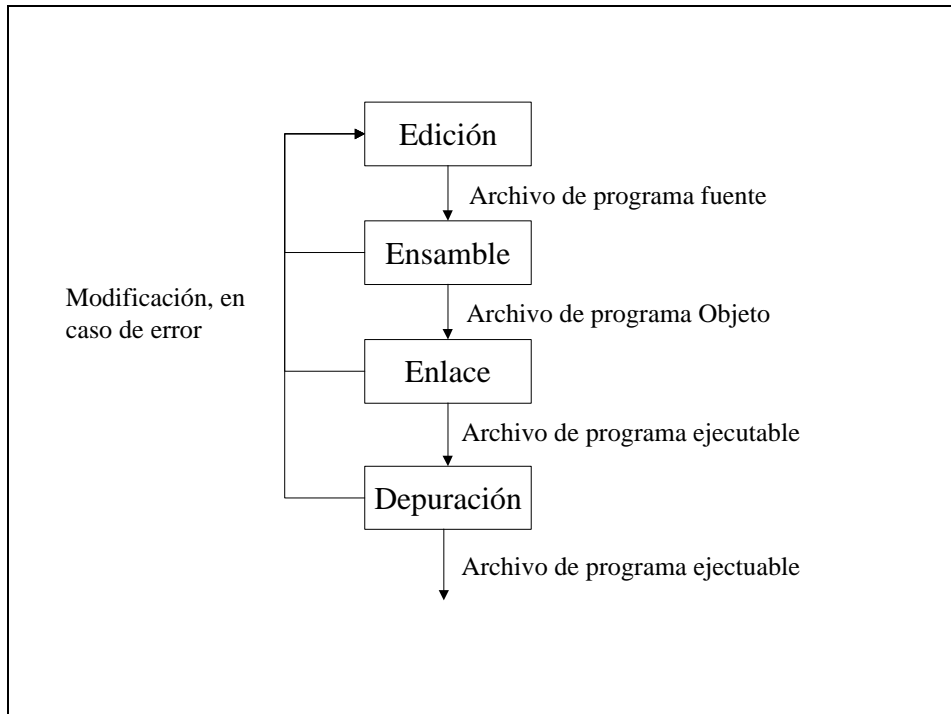 Edición
Archivo de programa fuente
Ensamble
Modificación, en
caso de error
Archivo de programa Objeto
Enlace
Archivo de programa ejecutable
Depuración
Archivo de programa ejectuable